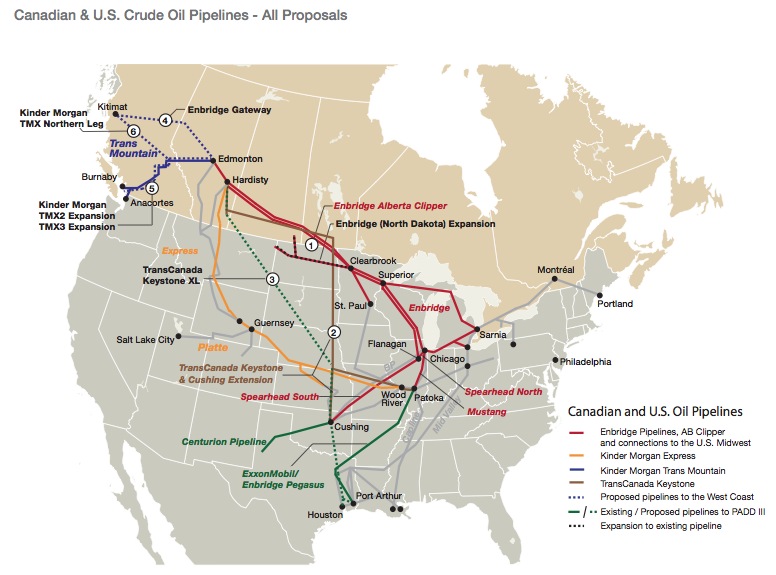 Canadian & U.S. Crude Oil Pipelines - All Proposals
Kitimat
Kinder Morgan
TMX Northern Leg
4
Enbridge Gateway
6
Trans
Mountain
Edmonton
Burnaby
Hardisty
5
Anacortes
Kinder Morgan
TMX2 Expansion
TMX3 Expansion
Enbridge Alberta Clipper
Enbridge (North Dakota) Expansion
1
Express
Clearbrook
TransCanada
Keystone XL
3
Superior
Montréal
St. Paul
Enbridge
Portland
Guernsey
Salt Lake City
2
Sarnia
Platte
Flanagan
Chicago
Philadelphia
BP
TransCanada Keystone
& Cushing Extension
Spearhead South
Wood
River
Patoka
Spearhead North
Mustang
Cushing
Capline
Mid Valley
Centurion Pipeline
ExxonMobil/
Enbridge Pegasus
Port Arthur
Houston
Canadian and U.S. Oil Pipelines
Enbridge Pipelines, AB Clipper
and connections to the U.S. Midwest
Kinder Morgan Express
Kinder Morgan Trans Mountain
TransCanada Keystone
Proposed pipelines to the West Coast
Existing / Proposed pipelines to PADD III
Expansion to existing pipeline